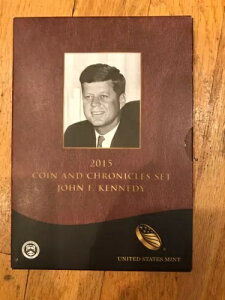 2015
COIN AND CHRONICLES SET
JOHN F. KENNEDY
UNITED STATES MINT